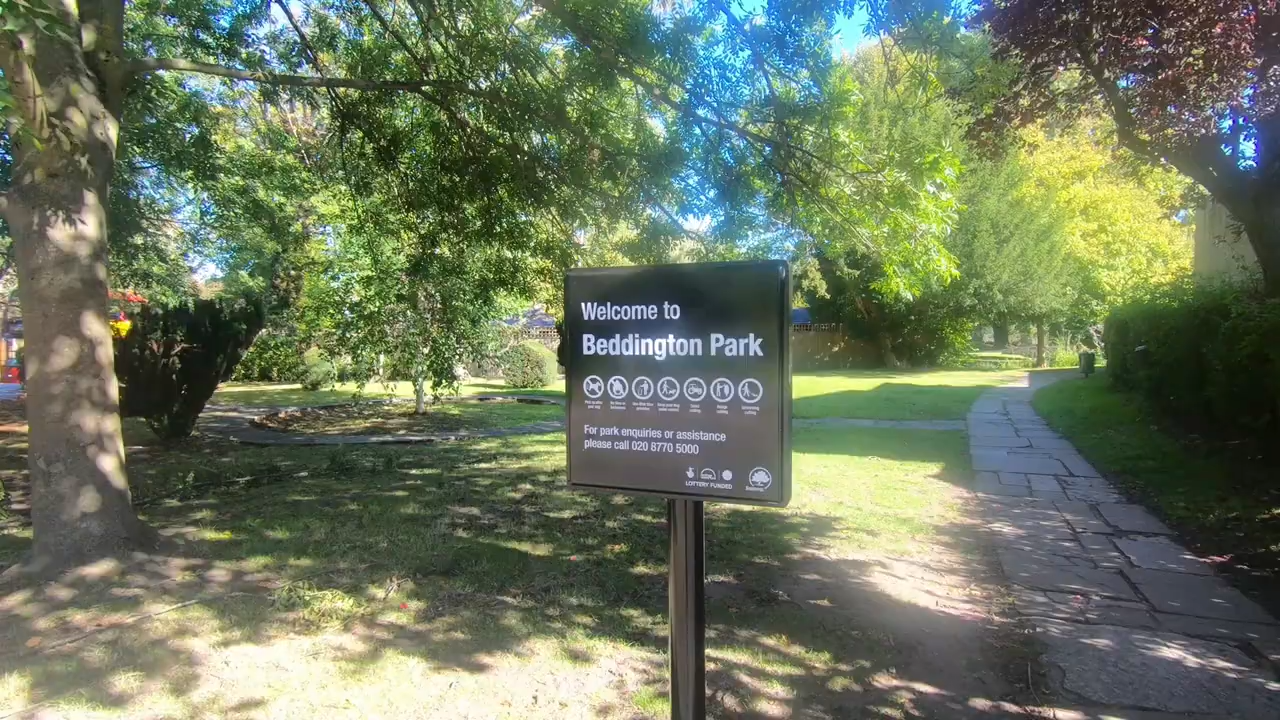 Welcome to
Beddington Park
For park enquiries or assistance
please call 020 8770 5000
LOTTERY FUNDED